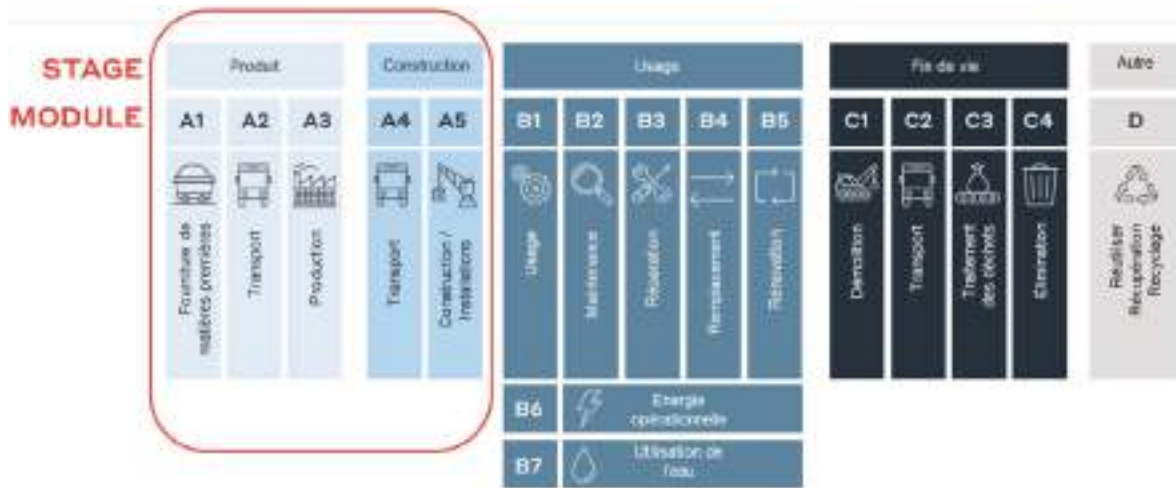 STAGE
Produit
Construction
Usage
Fin de vie
Autre
MODULE
A1
A2
A3
A4
A5
B1
B2
B3
B4
B5
C1
C2
C3
C4
D
Fourniture de
matières premières
Transport
Production
Transport
Construction /
Installations
Usage
Maintenance
Réparation
Remplacement
Rénovation
Démolition
Transport
Traitement
des déchets
Élimination
Réutiliser
Récupération
Recyclage
B6
Energie
opérationnelle
B7
Utilisation de
l'eau